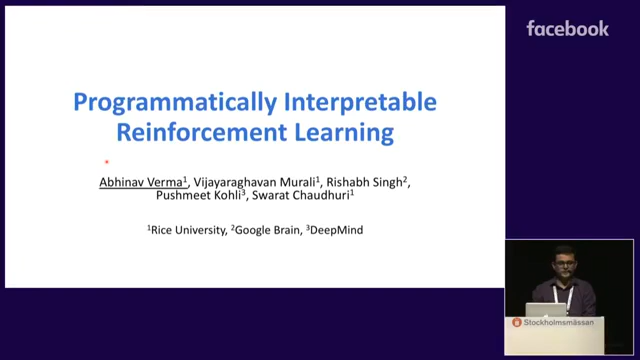 facebook
Programmatically Interpretable
Reinforcement Learning
Abhinav Verma¹, Vijayaraghavan Murali¹, Rishabh Singh²,
Pushmeet Kohli³, Swarat Chaudhuri¹
¹Rice University, ²Google Brain, ³DeepMind
Stockholmsmässan